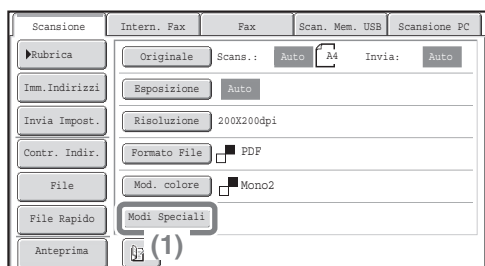 Scansione Intern. Fax Fax Scan. Mem. USB Scansione PC
Rubrica Originale Scans.: Auto A4 Invia: Auto
Imm.Indirizzi Esposizione Auto
Invia Impost. Risoluzione 200X200dpi
Contr. Indir. Formato File PDF
File Mod. colore Mono2
File Rapido Modi Speciali
Anteprima (1)